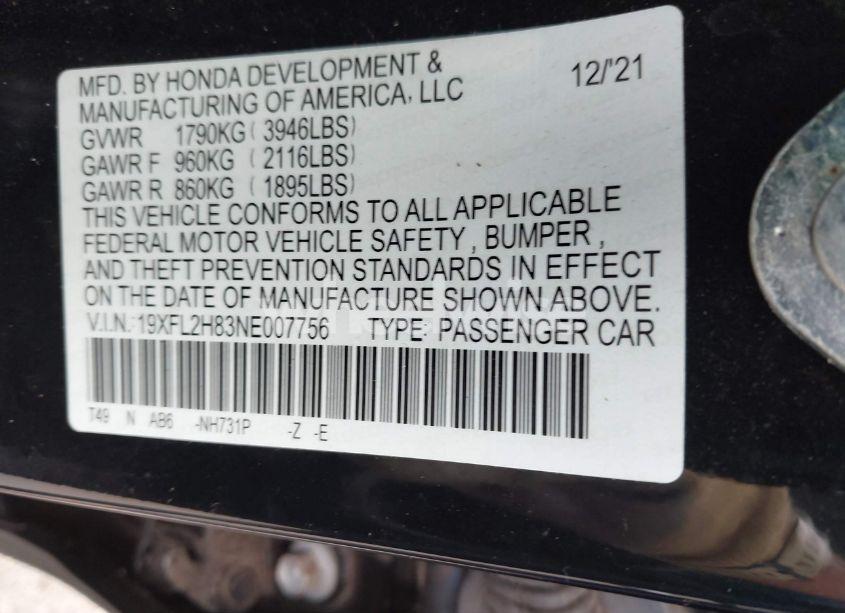 MFD. BY HONDA DEVELOPMENT &
MANUFACTURING OF AMERICA, LLC 12/'21
GVWR 1790KG ( 3946LBS)
GAWR F 960KG ( 2116LBS)
GAWR R 860KG ( 1895LBS)
THIS VEHICLE CONFORMS TO ALL APPLICABLE
FEDERAL MOTOR VEHICLE SAFETY , BUMPER ,
AND THEFT PREVENTION STANDARDS IN EFFECT
ON THE DATE OF MANUFACTURE SHOWN ABOVE.
V.I.N.: 19XFL2H83NE007756 TYPE: PASSENGER CAR
T49 N AB6 -NH731P -Z -E